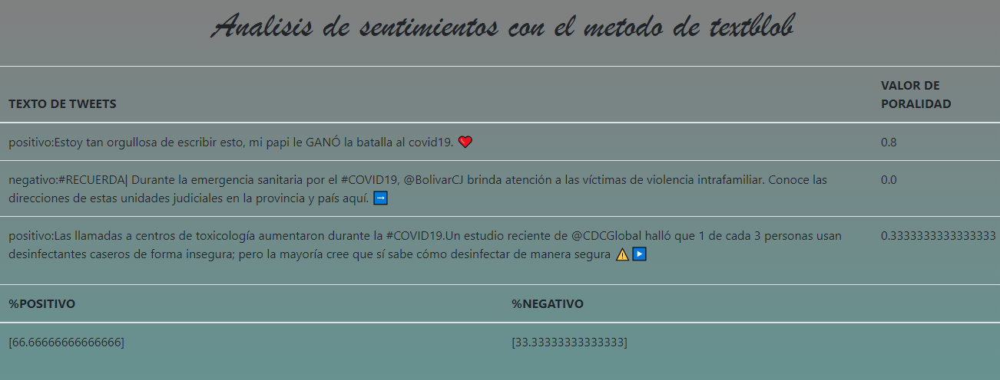 Analisis de sentimientos con el metodo de textblob
VALOR DE
TEXTO DE TWEETS PORALIDAD
positivo:Estoy tan orgullosa de escribir esto, mi papi le GANÓ la batalla al covid19. ❤️ 0.8
negativo:#RECUERDA| Durante la emergencia sanitaria por el #COVID19, @BolivarCJ brinda atención a las víctimas de violencia intrafamiliar. Conoce las 0.0
direcciones de estas unidades judiciales en la provincia y país aquí. ➡️
positivo:Las llamadas a centros de toxicología aumentaron durante la #COVID19.Un estudio reciente de @CDCGlobal halló que 1 de cada 3 personas usan 0.3333333333333333
desinfectantes caseros de forma insegura; pero la mayoría cree que sí sabe cómo desinfectar de manera segura ⚠️▶️
%POSITIVO %NEGATIVO
[66.66666666666666] [33.33333333333333]